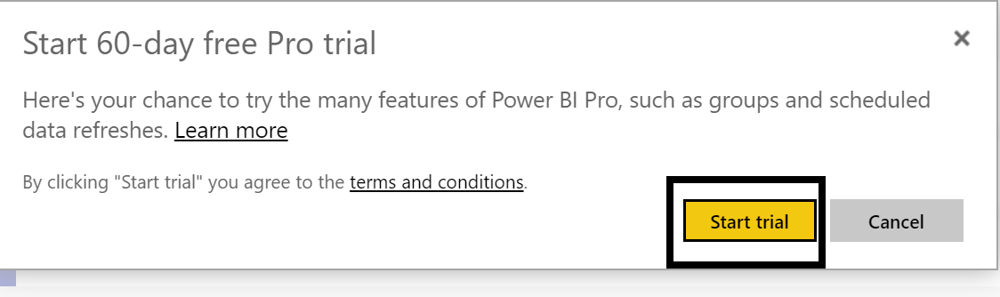 Start 60-day free Pro trial
Here's your chance to try the many features of Power BI Pro, such as groups and scheduled
data refreshes. Learn more
By clicking "Start trial" you agree to the terms and conditions.
Start trial
Cancel